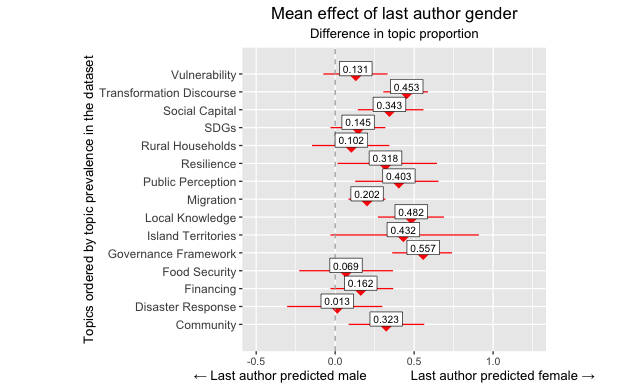 Mean effect of last author gender
Difference in topic proportion
Topics ordered by topic prevalence in the dataset
Vulnerability 0.131
Transformation Discourse 0.453
Social Capital 0.343
SDGs 0.145
Rural Households 0.102
Resilience 0.318
Public Perception 0.403
Migration 0.202
Local Knowledge 0.482
Island Territories 0.432
Governance Framework 0.557
Food Security 0.069
Financing 0.162
Disaster Response 0.013
Community 0.323
-0.5 0.0 0.5 1.0
← Last author predicted male Last author predicted female →